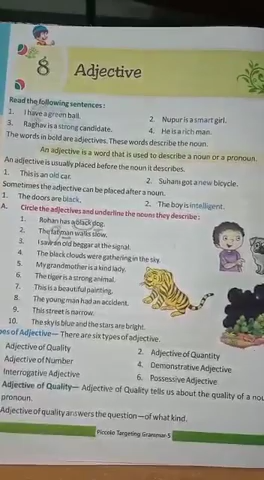 8 Adjective
Read the following sentences :
1. I have a green ball. 2. Nupur is a smart girl.
3. Raghav is a strong candidate. 4. He is a rich man.
The words in bold are adjectives. These words describe the noun.
An adjective is a word that is used to describe a noun or a pronoun.
An adjective is usually placed before the noun it describes.
1. This is an old car. 2. Suhani got a new bicycle.
Sometimes the adjective can be placed after a noun.
1. The doors are black. 2. The boy is intelligent.
A. Circle the adjectives and underline the nouns they describe :
1. Rohan has a black dog.
2. The fat man walks slow.
3. I saw an old beggar at the signal.
4. The black clouds were gathering in the sky.
5. My grandmother is a kind lady.
6. The tiger is a strong animal.
7. This is a beautiful painting.
8. The young man had an accident.
9. This street is narrow.
10. The sky is blue and the stars are bright.
pes of Adjective— There are six types of adjective.
Adjective of Quality 2. Adjective of Quantity
Adjective of Number 4. Demonstrative Adjective
Interrogative Adjective 6. Possessive Adjective
Adjective of Quality— Adjective of Quality tells us about the quality of a nou
pronoun.
Adjective of quality answers the question—of what kind.
Piccolo Targeting Grammar-5